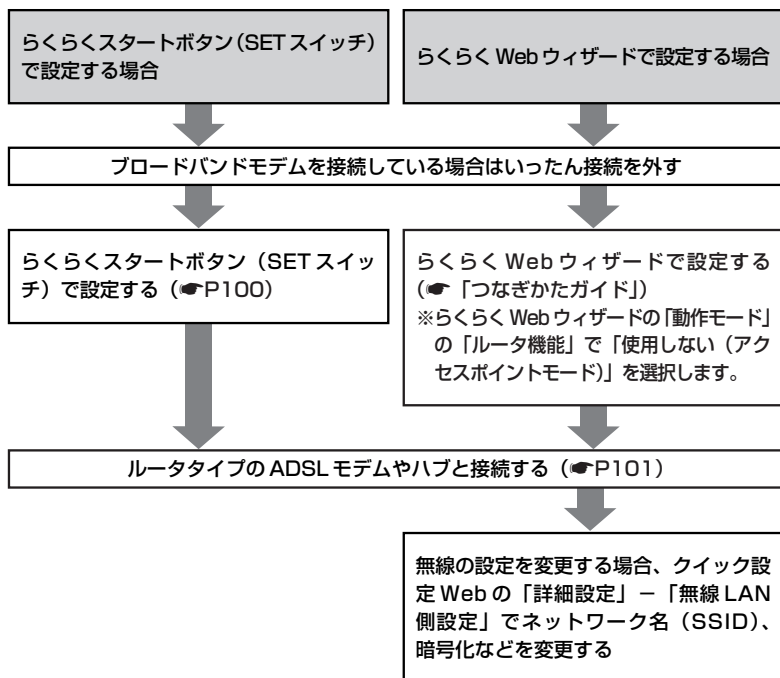 らくらくスタートボタン(SETスイッチ)
で設定する場合
らくらくWebウィザードで設定する場合
ブロードバンドモデムを接続している場合はいったん接続を外す
らくらくスタートボタン(SETスイッ
チ)で設定する(☛P100)
らくらくWebウィザードで設定する
(☛「つなぎかたガイド」)
※らくらくWebウィザードの「動作モード」
の「ルータ機能」で「使用しない(アク
セスポイントモード)」を選択します。
ルータタイプのADSLモデムやハブと接続する(☛P101)
無線の設定を変更する場合、クイック設
定Webの「詳細設定」-「無線LAN
側設定」でネットワーク名(SSID)、
暗号化などを変更する